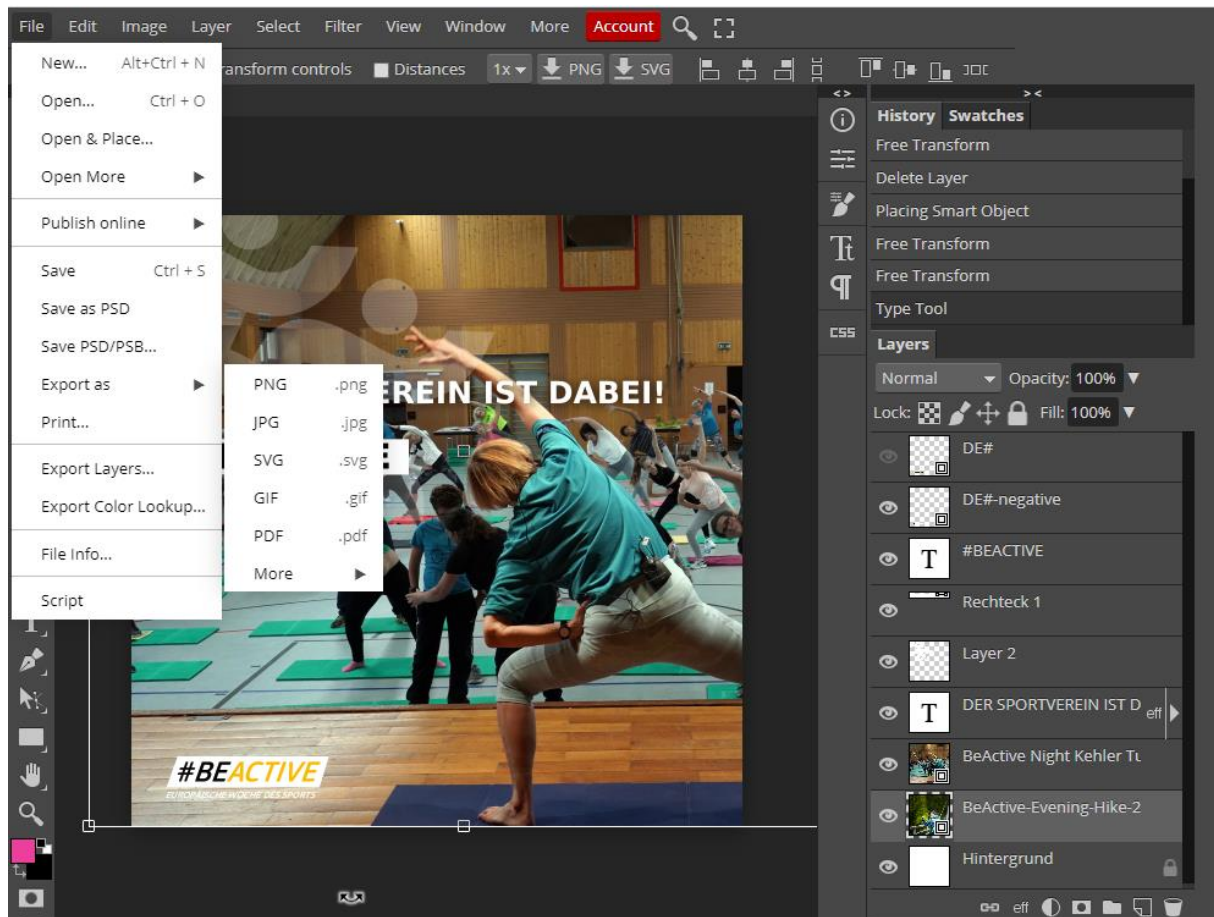 File Edit Image Layer Select Filter View Window More Account
ransform controls Distances 1x PNG SVG
New... Alt+Ctrl + N
Open... Ctrl + O
Open & Place...
Open More
Publish online
Save Ctrl + S
Save as PSD
Save PSD/PSB...
Export as
Print...
Export Layers...
Export Color Lookup...
File Info...
Script
PNG .png
JPG .jpg
SVG .svg
GIF .gif
PDF .pdf
More
EREIN IST DABEI!
E
#BEACTIVE
EUROPÄISCHE WOCHE DES SPORTS
CSS
History Swatches
Free Transform
Delete Layer
Placing Smart Object
Free Transform
Free Transform
Type Tool
Layers
Normal Opacity: 100%
Lock: Fill: 100%
DE#
DE#-negative
T #BEACTIVE
Rechteck 1
Layer 2
T DER SPORTVEREIN IST D eff
BeActive Night Kehler Tu
BeActive-Evening-Hike-2
Hintergrund
eff